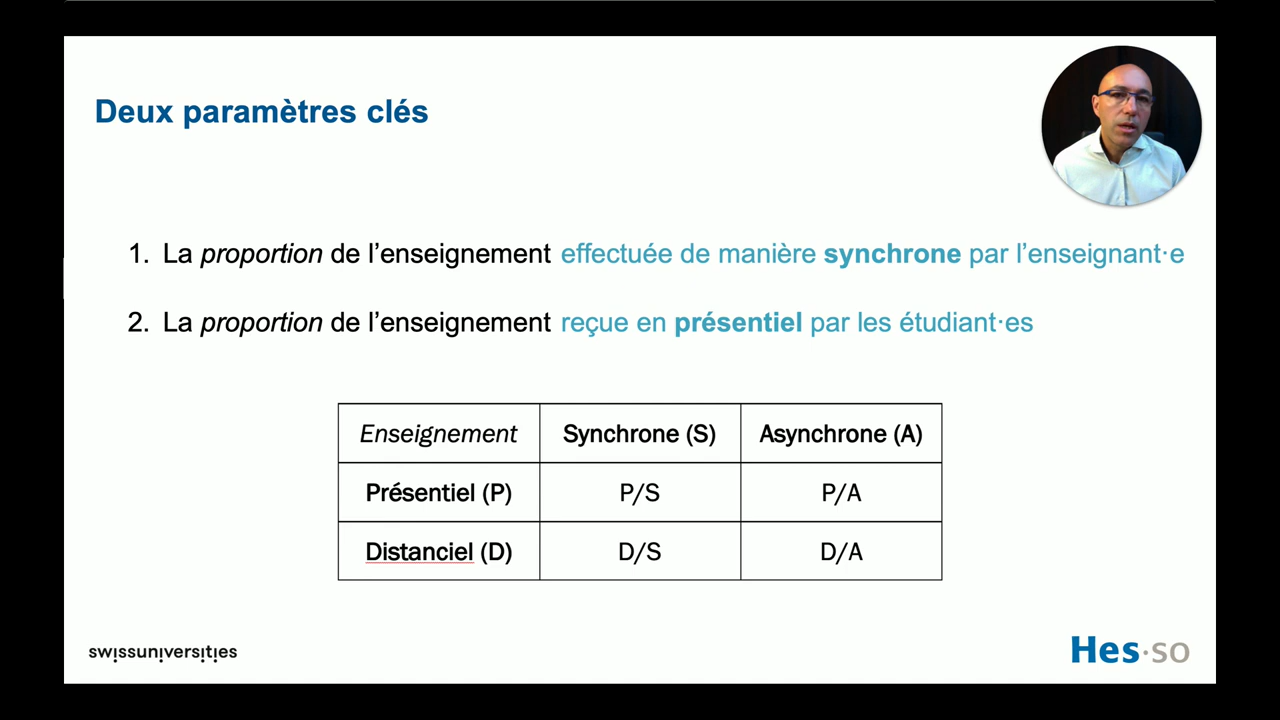 Deux paramètres clés
1. La proportion de l'enseignement effectuée de manière synchrone par l'enseignant·e
2. La proportion de l'enseignement reçue en présentiel par les étudiant·es
Enseignement Synchrone (S) Asynchrone (A)
Présentiel (P) P/S P/A
Distanciel (D) D/S D/A
swissuniversities
Hes·so